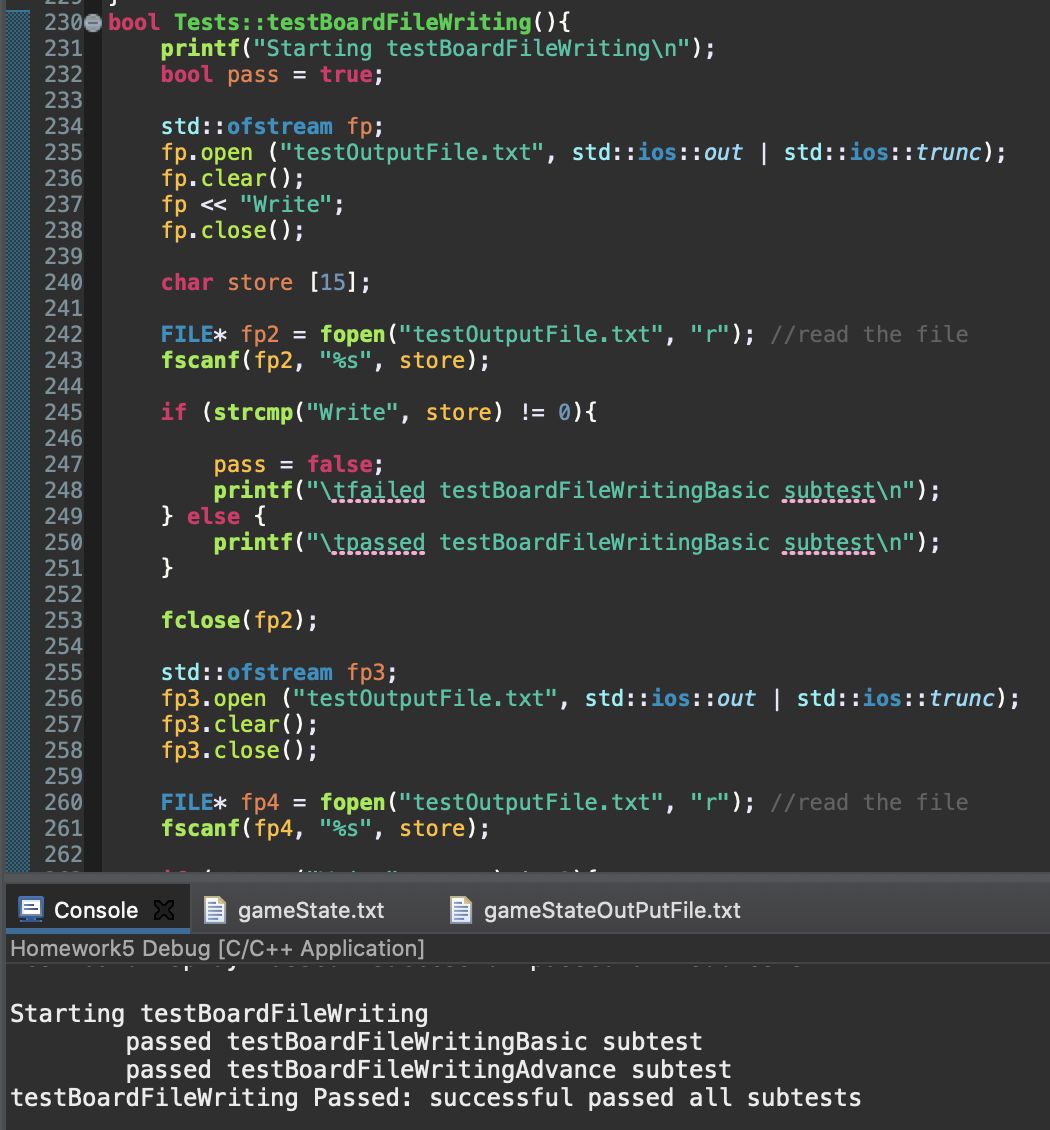 230 bool Tests::testBoardFileWriting(){
231 printf("Starting testBoardFileWriting\n");
232 bool pass = true;
233
234 std::ofstream fp;
235 fp.open ("testOutputFile.txt", std::ios::out | std::ios::trunc);
236 fp.clear();
237 fp << "Write";
238 fp.close();
239
240 char store [15];
241
242 FILE* fp2 = fopen("testOutputFile.txt", "r"); //read the file
243 fscanf(fp2, "%s", store);
244
245 if (strcmp("Write", store) != 0){
246
247 pass = false;
248 printf("\tfailed testBoardFileWritingBasic subtest\n");
249 } else {
250 printf("\tpassed testBoardFileWritingBasic subtest\n");
251 }
252
253 fclose(fp2);
254
255 std::ofstream fp3;
256 fp3.open ("testOutputFile.txt", std::ios::out | std::ios::trunc);
257 fp3.clear();
258 fp3.close();
259
260 FILE* fp4 = fopen("testOutputFile.txt", "r"); //read the file
261 fscanf(fp4, "%s", store);
262
Console gameState.txt gameStateOutPutFile.txt
Homework5 Debug [C/C++ Application]
Starting testBoardFileWriting
passed testBoardFileWritingBasic subtest
passed testBoardFileWritingAdvance subtest
testBoardFileWriting Passed: successful passed all subtests